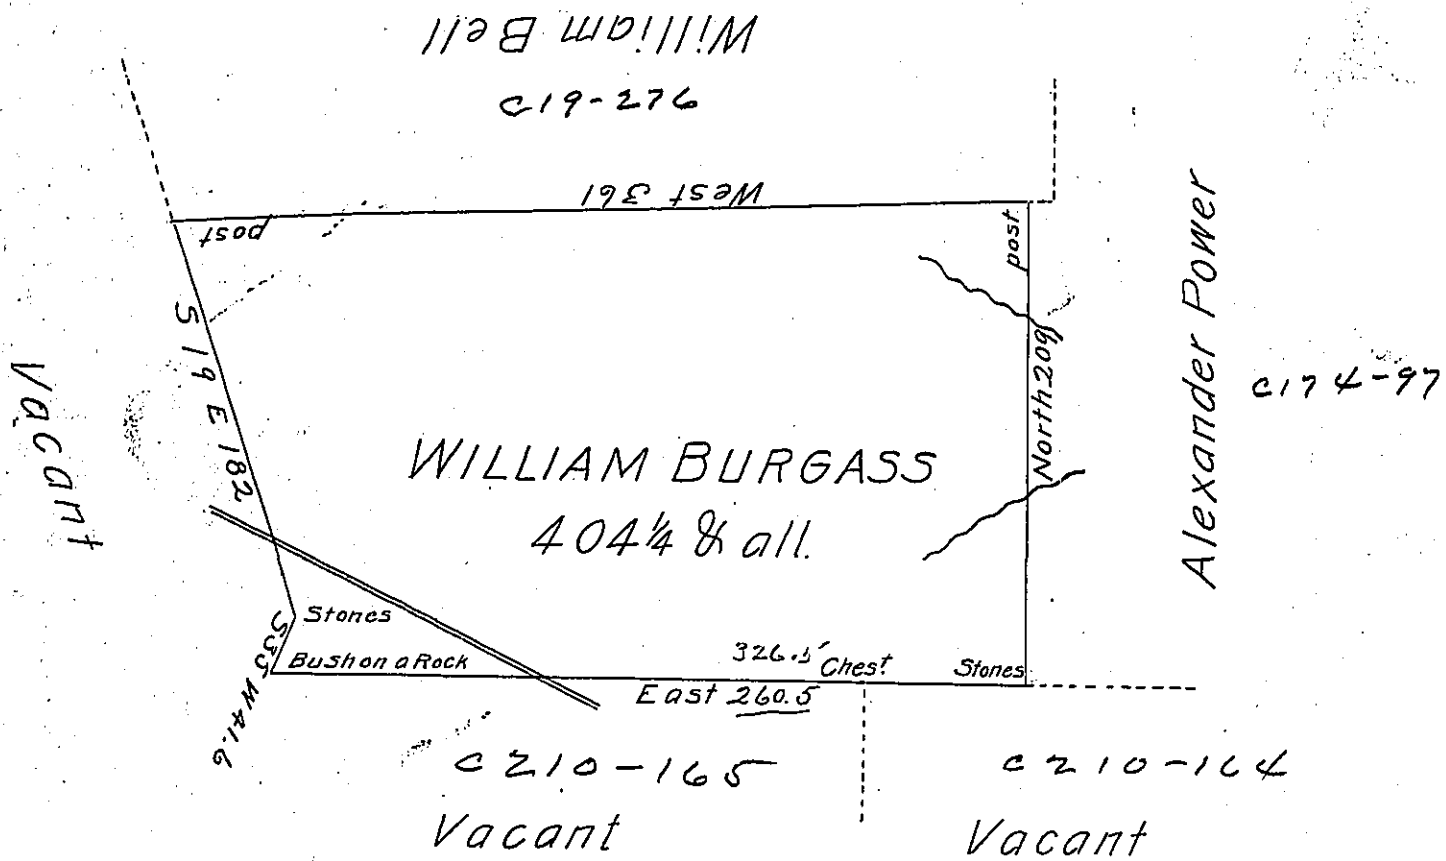 William Bell
C19-276
West 361
post
post
S 19 E 182
North 209
Vacant
Alexander Power
C174-97
WILLIAM BURGASS
404¼ & all.
Stones
S35 W 41.6
Bush on a Rock
326.5
Chest
Stones
East 260.5
C210-165
C210-164
Vacant
Vacant